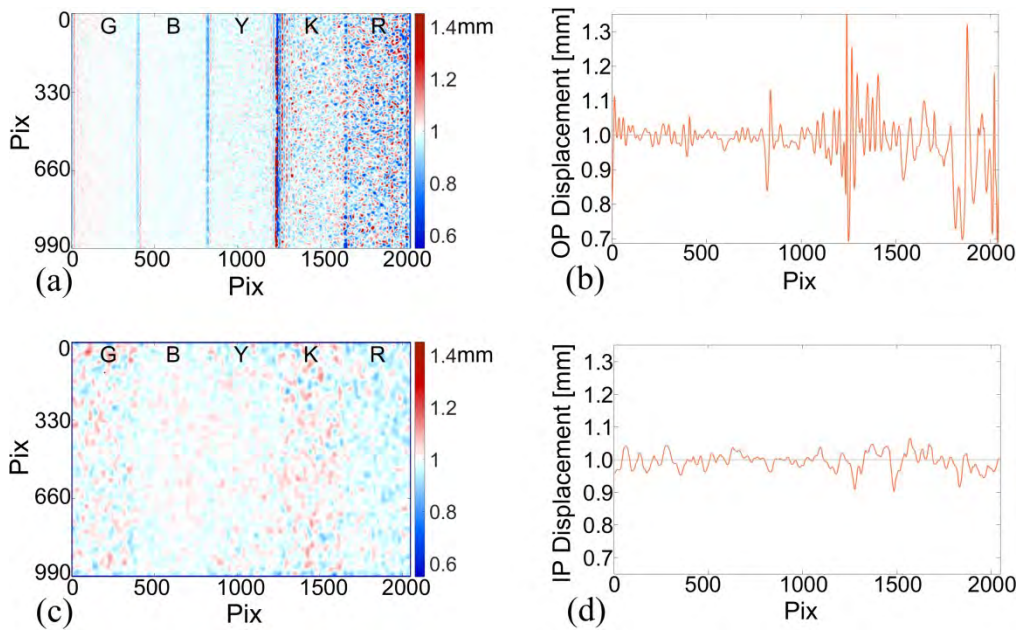 0 G B Y K R 1.4mm
330 1.2
Pix
1.0
660 0.8
990 0.6
0 500 1000 1500 2000
(a) Pix
1.3
1.2
1.1
1.0
0.9
0.8
0.7
OP Displacement [mm]
0 500 1000 1500 2000
(b) Pix
0 G B Y K R 1.4mm
330 1.2
Pix
1.0
660 0.8
990 0.6
0 500 1000 1500 2000
(c) Pix
1.3
1.2
1.1
1.0
0.9
0.8
0.7
IP Displacement [mm]
0 500 1000 1500 2000
(d) Pix